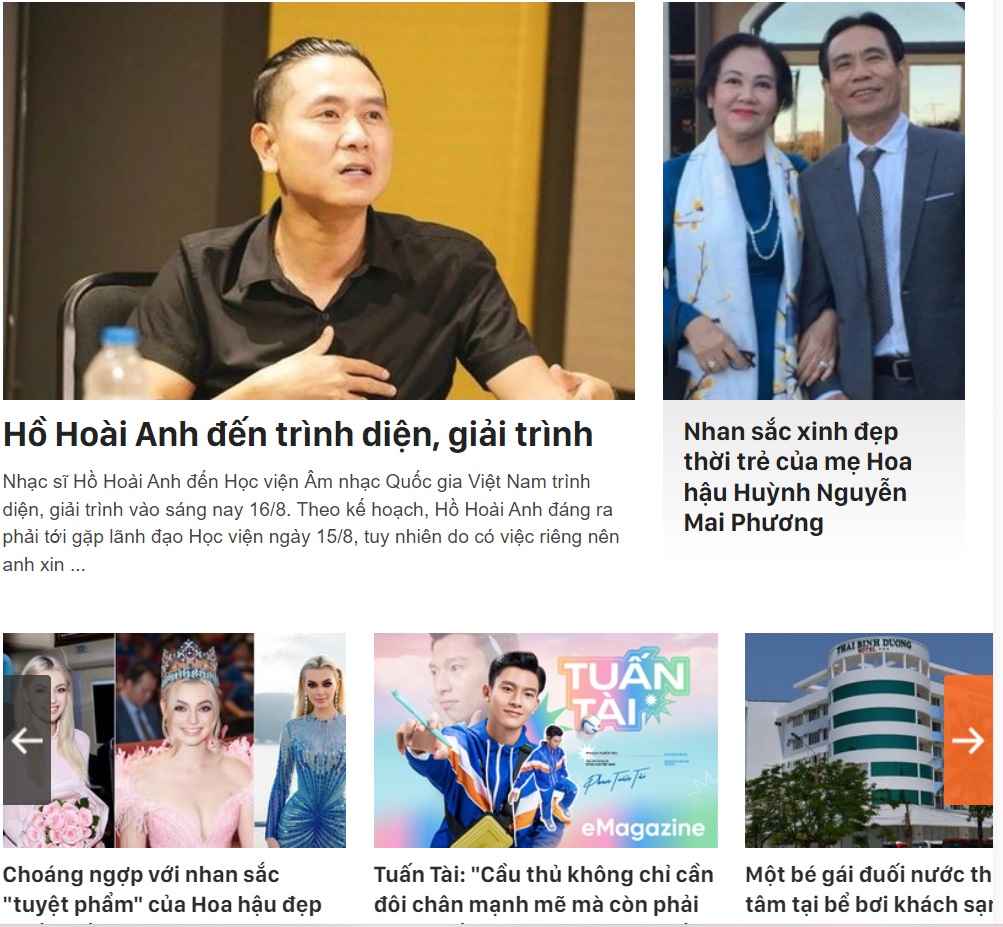 Hồ Hoài Anh đến trình diện, giải trình
Nhạc sĩ Hồ Hoài Anh đến Học viện Âm nhạc Quốc gia Việt Nam trình
diện, giải trình vào sáng nay 16/8. Theo kế hoạch, Hồ Hoài Anh đáng ra
phải tới gặp lãnh đạo Học viện ngày 15/8, tuy nhiên do có việc riêng nên
anh xin ...
Nhan sắc xinh đẹp
thời trẻ của mẹ Hoa
hậu Huỳnh Nguyễn
Mai Phương
TUẤN
TÀI
eMagazine
THAI BINH DUONG
HOTEL
Choáng ngợp với nhan sắc
"tuyệt phẩm" của Hoa hậu đẹp
Tuấn Tài: "Cầu thủ không chỉ cần
đôi chân mạnh mẽ mà còn phải
Một bé gái đuối nước th
tâm tại bể bơi khách sạn